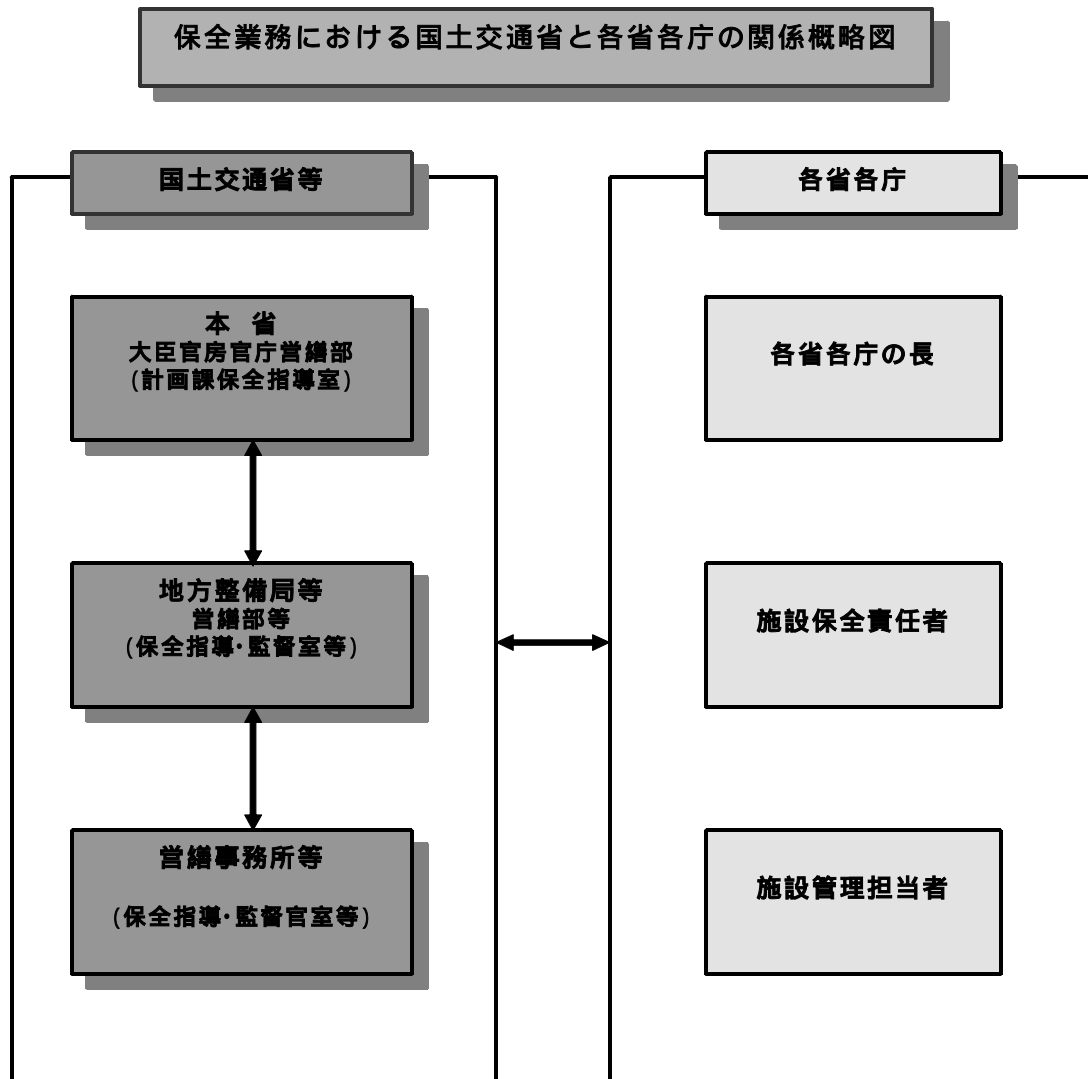 保全業務における国土交通省と各省各庁の関係概略図
国土交通省等
本 省
大臣官房官庁営繕部
(計画課保全指導室)
地方整備局等
営繕部等
(保全指導・監督室等)
営繕事務所等
(保全指導・監督官室等)
各省各庁
各省各庁の長
施設保全責任者
施設管理担当者